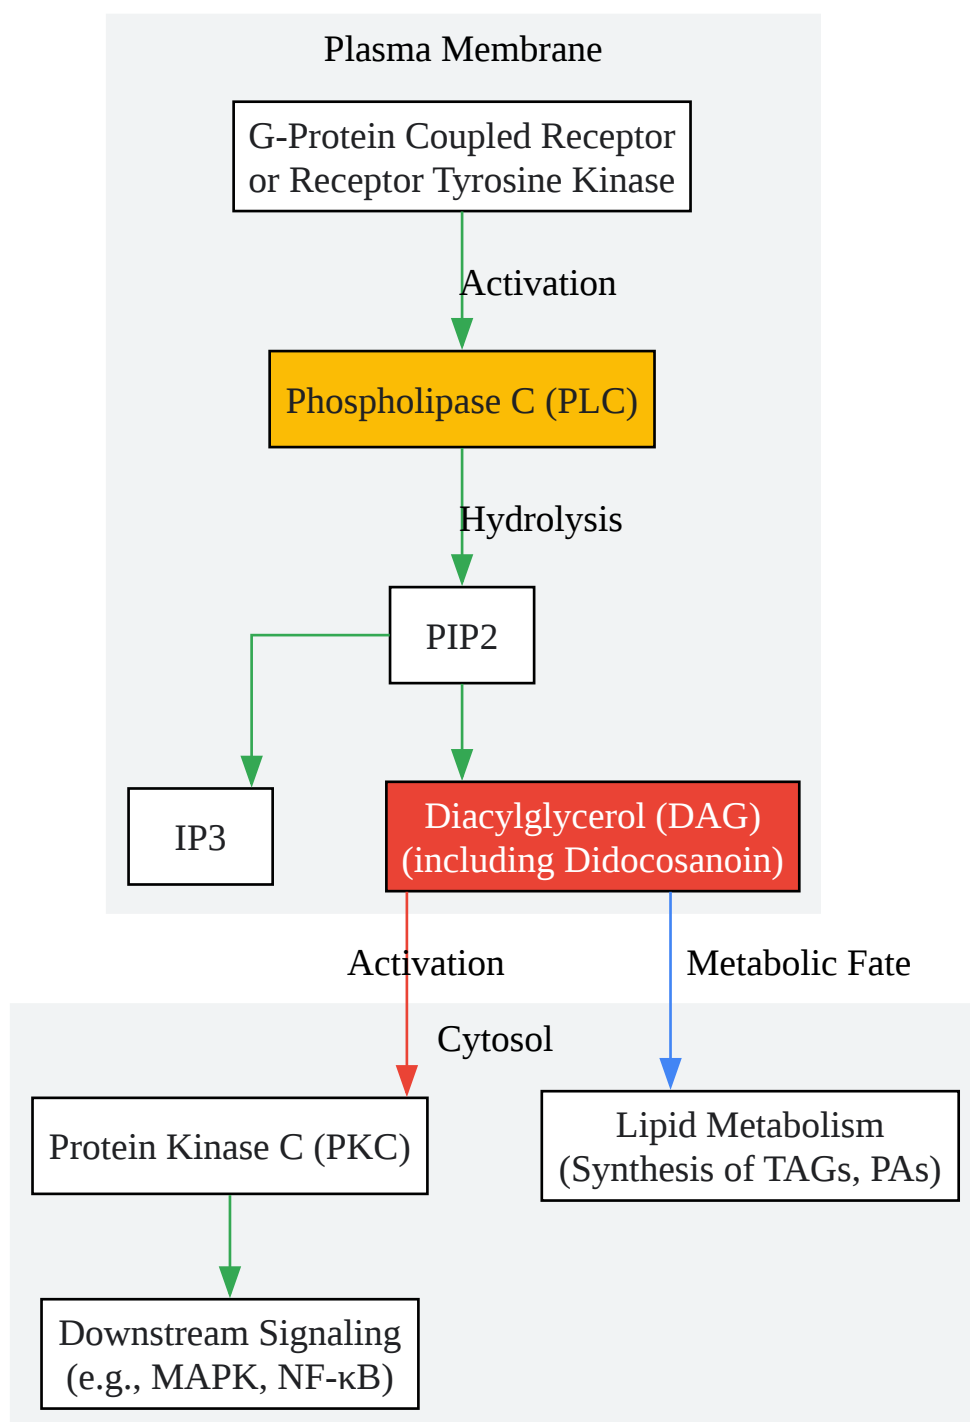 Plasma Membrane
G-Protein Coupled Receptor
or Receptor Tyrosine Kinase
Activation
Phospholipase C (PLC)
Hydrolysis
PIP2
IP3
Diacylglycerol (DAG)
(including Didocosanoin)
Activation
Metabolic Fate
Cytosol
Protein Kinase C (PKC)
Lipid Metabolism
(Synthesis of TAGs, PAs)
Downstream Signaling
(e.g., MAPK, NF-κB)